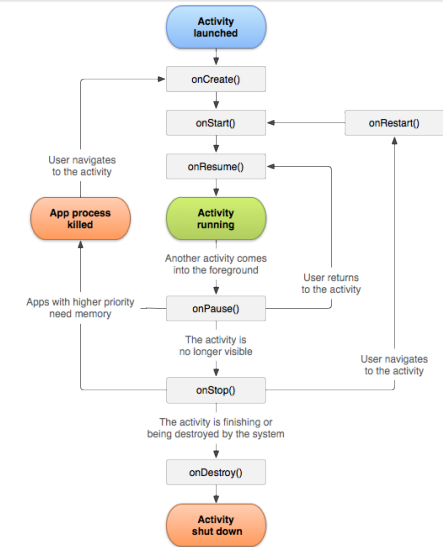 Activity
launched
onCreate()
onStart()
onRestart()
User navigates
to the activity
onResume()
App process
killed
Activity
running
Another activity comes
into the foreground
User returns
to the activity
Apps with higher priority
need memory
onPause()
The activity is
no longer visible
User navigates
to the activity
onStop()
The activity is finishing or
being destroyed by the system
onDestroy()
Activity
shut down